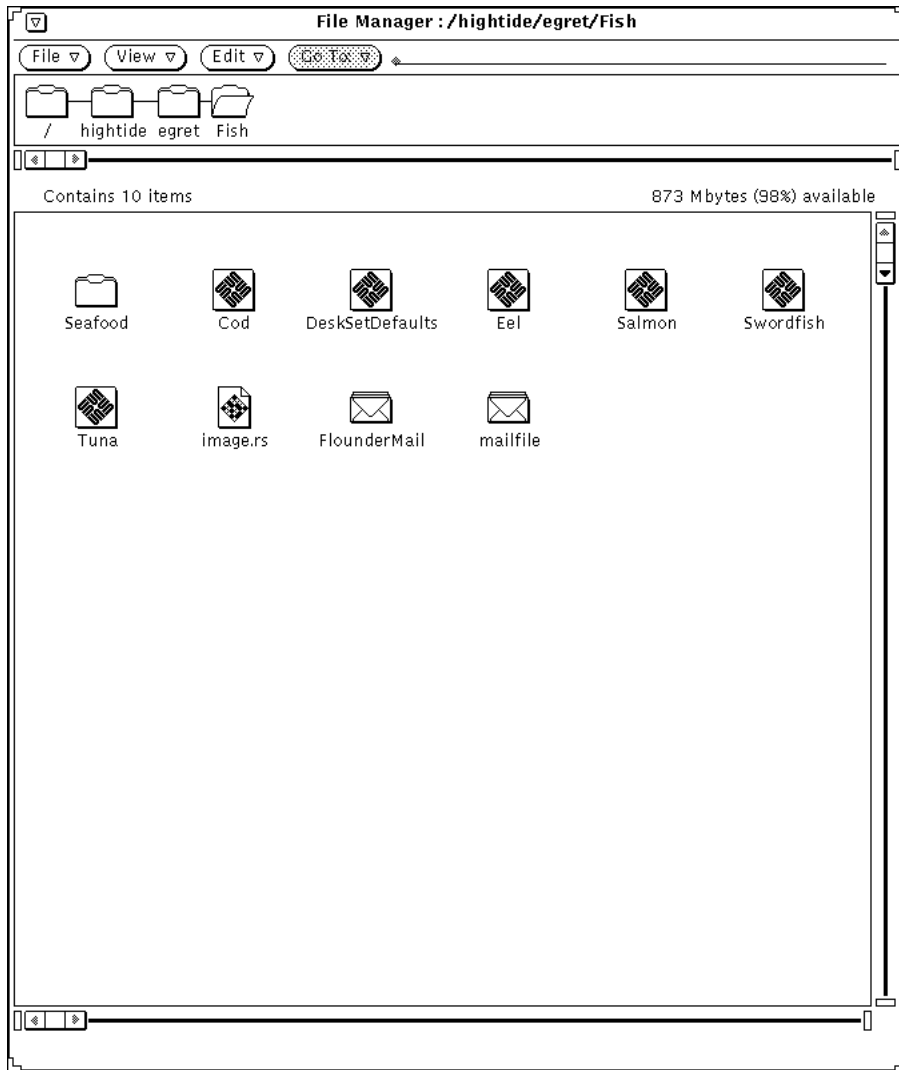 File Manager : /hightide/egret/Fish
File View Edit Go To:
/ hightide egret Fish
Contains 10 items 873 Mbytes (98%) available
Seafood Cod DeskSetDefaults Eel Salmon Swordfish
Tuna image.rs FlounderMail mailfile